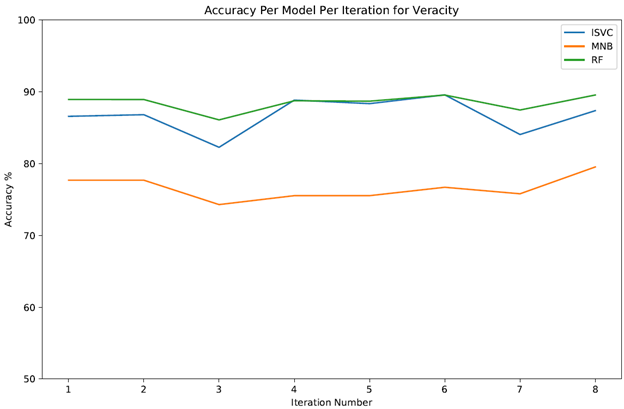 Accuracy Per Model Per Iteration for Veracity
lSVC
MNB
RF
Accuracy %
100
90
80
70
60
50
1 2 3 4 5 6 7 8
Iteration Number